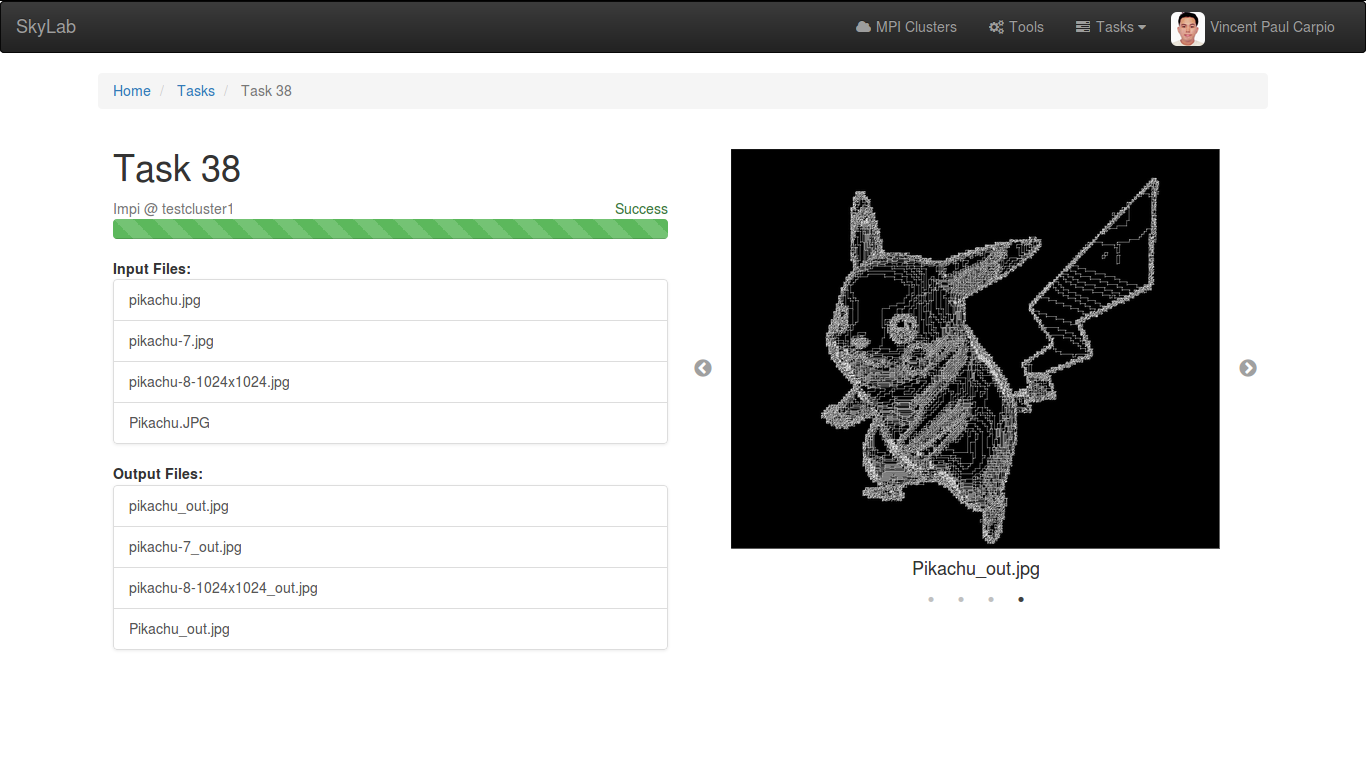 SkyLab MPI Clusters Tools Tasks Vincent Paul Carpio
Home / Tasks / Task 38
Task 38
Impi @ testcluster1 Success
Input Files:
pikachu.jpg
pikachu-7.jpg
pikachu-8-1024x1024.jpg
Pikachu.JPG
Output Files:
pikachu_out.jpg
pikachu-7_out.jpg
pikachu-8-1024x1024_out.jpg
Pikachu_out.jpg
Pikachu_out.jpg